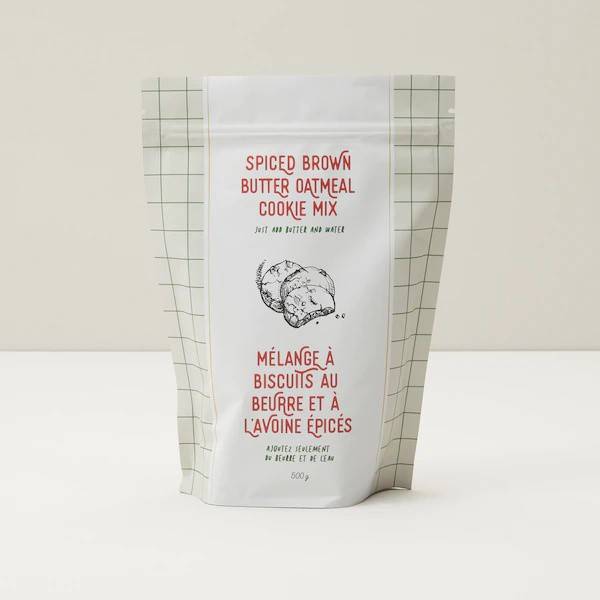 SPICED BROWN
BUTTER OATMEAL
COOKIE MIX
JUST ADD BUTTER AND WATER
MÉLANGE À
BISCUITS AU
BEURRE ET À
L'AVOINE ÉPICÉS
AJOUTEZ SEULEMENT
DU BEURRE ET DE L'EAU
500g